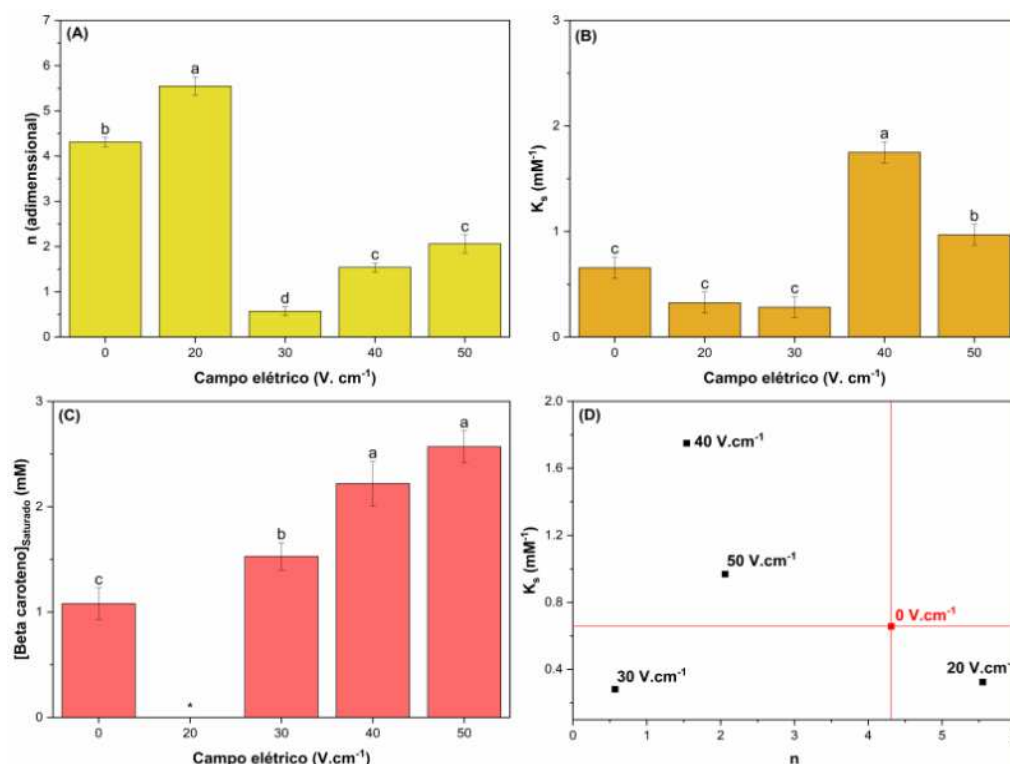 (A)
n (adimenssional)
7
6
5
4
3
2
1
0
b
a
d
c
c
0 20 30 40 50
Campo elétrico (V. cm⁻¹)
(B)
Kₛ (mM⁻¹)
3
2
1
0
c
c
c
a
b
0 20 30 40 50
Campo elétrico (V. cm⁻¹)
(C)
[Beta caroteno]Saturado (mM)
3
2
1
0
c
*
b
a
a
0 20 30 40 50
Campo elétrico (V.cm⁻¹)
(D)
Kₛ (mM⁻¹)
2.0
1.6
1.2
0.8
0.4
40 V.cm⁻¹
50 V.cm⁻¹
0 V.cm⁻¹
30 V.cm⁻¹
20 V.cm⁻
0 1 2 3 4 5
n